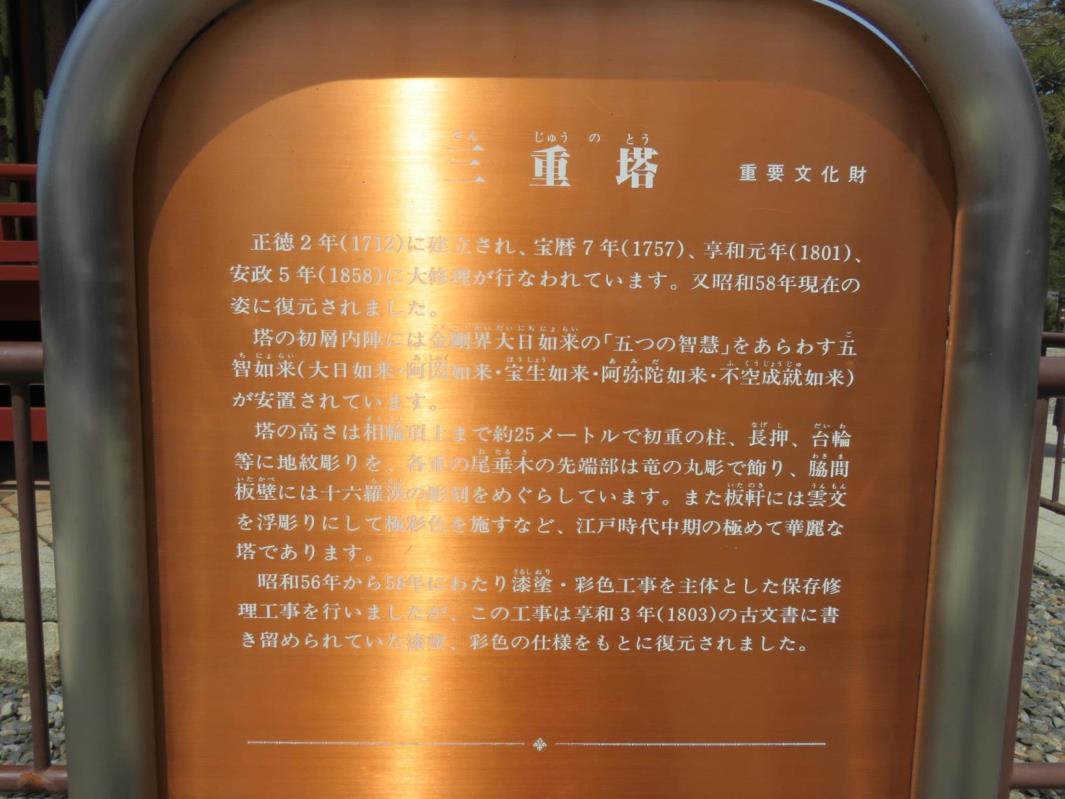 三重塔 重要文化財
正徳2年(1712)に建立され、宝暦7年(1757)、享和元年(1801)、
安政5年(1858)に大修理が行なわれています。又昭和58年現在の
姿に復元されました。
塔の初層内陣には金剛界大日如来の「五つの智慧」をあらわす五
智如来(大日如来・阿閦如来・宝生如来・阿弥陀如来・不空成就如来)
が安置されています。
塔の高さは相輪頂上まで約25メートルで初重の柱、長押、台輪
等に地紋彫りを、各重の尾垂木の先端部は竜の丸彫で飾り、脇間
板壁には十六羅漢の彫刻をめぐらしています。また板軒には雲文
を浮彫りにして極彩色を施すなど、江戸時代中期の極めて華麗な
塔であります。
昭和56年から58年にわたり漆塗・彩色工事を主体とした保存修
理工事を行いましたが、この工事は享和3年(1803)の古文書に書
き留められていた漆塗、彩色の仕様をもとに復元されました。